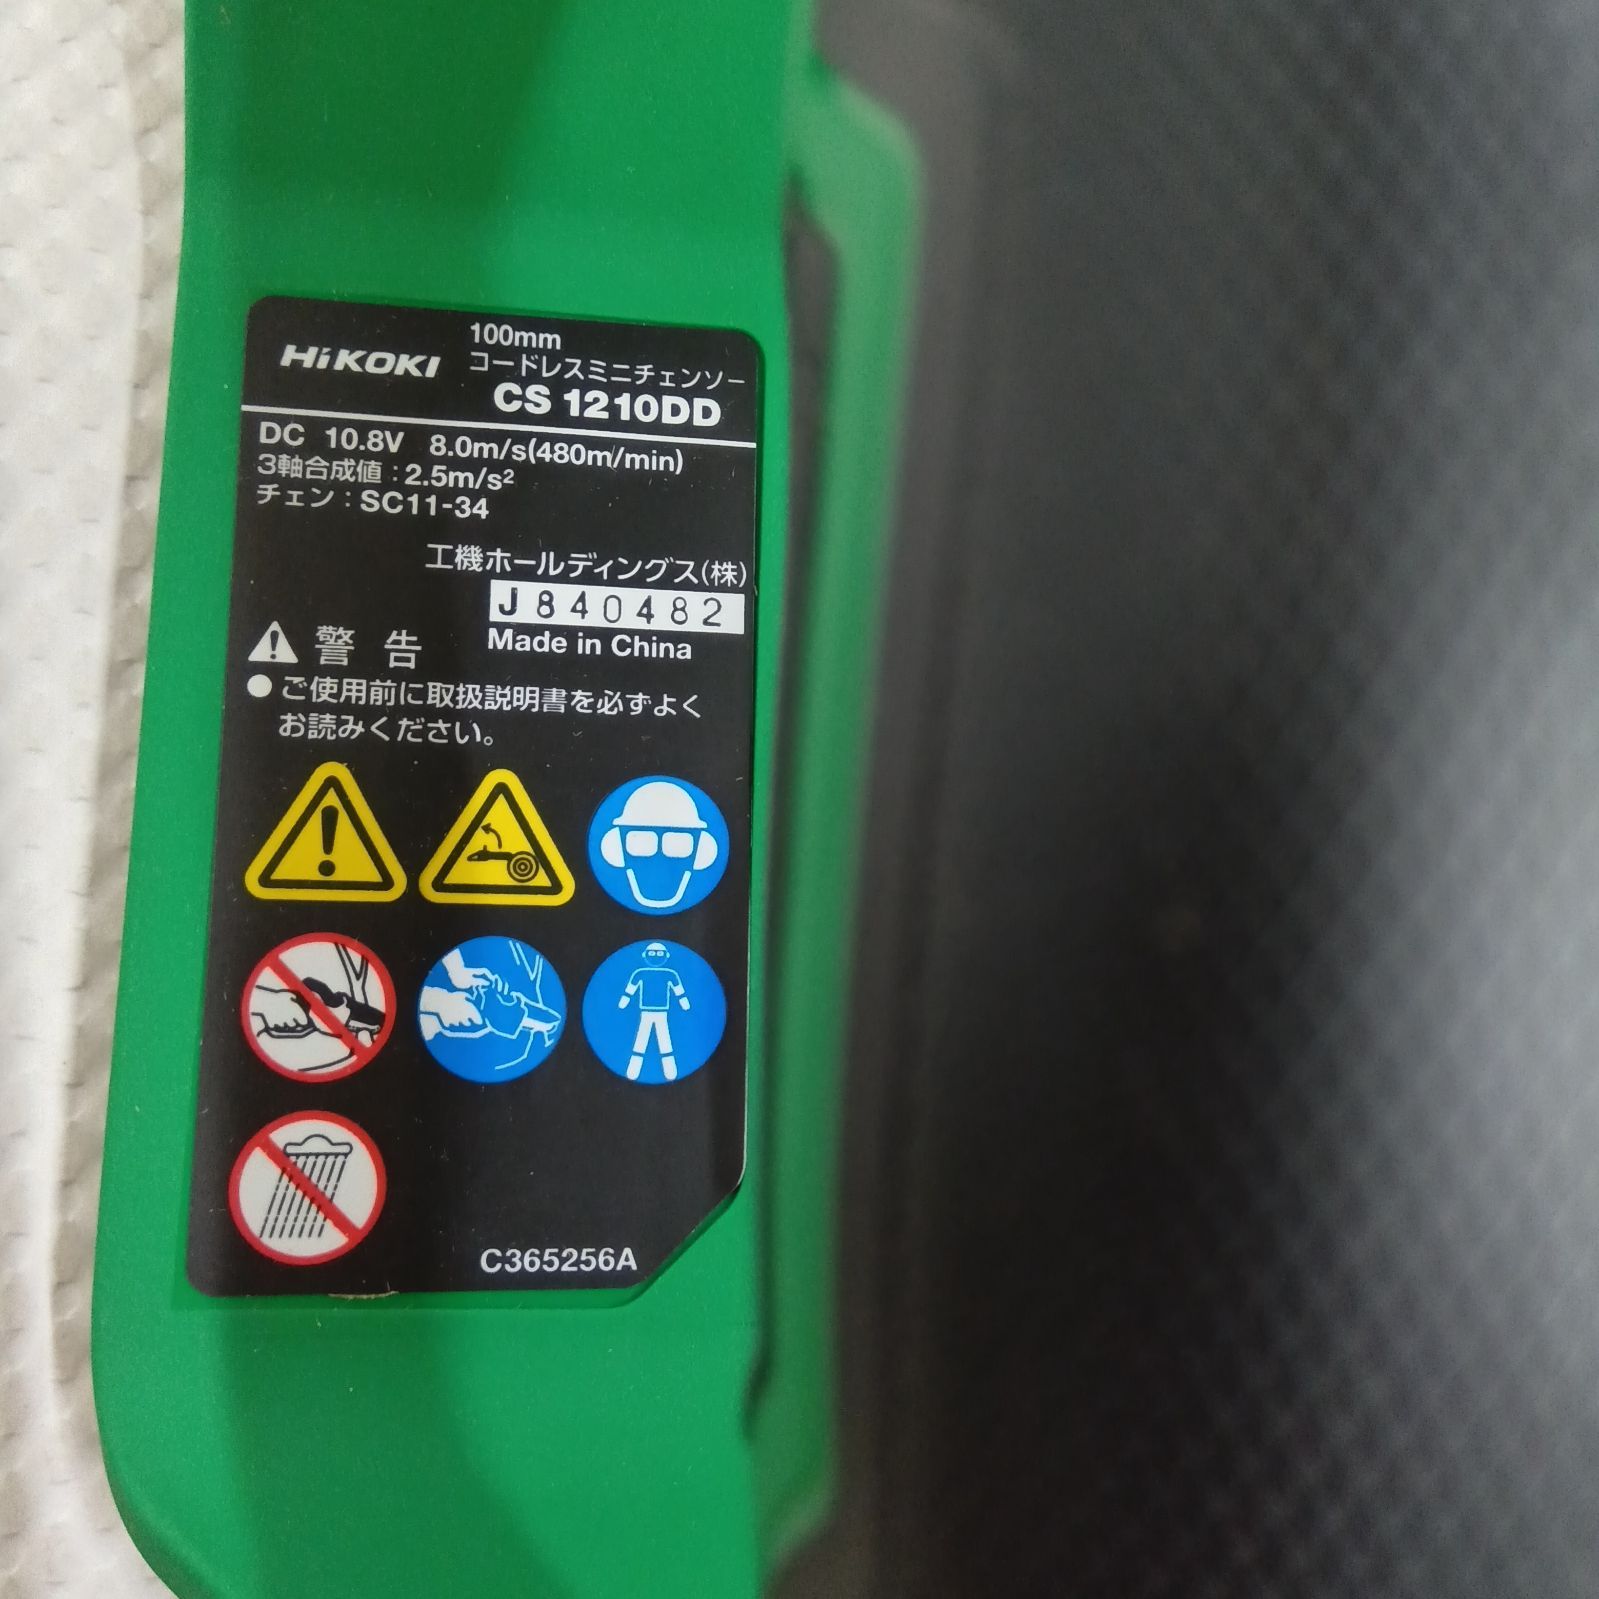 HiKOKI
100mm
コードレスミニチェンソー
CS 1210DD
DC 10.8V 8.0m/s(480m/min)
3軸合成値：2.5m/s²
チェン：SC11-34
工機ホールディングス(株)
J840482
Made in China
警告
●ご使用前に取扱説明書を必ずよく
お読みください。
C365256A